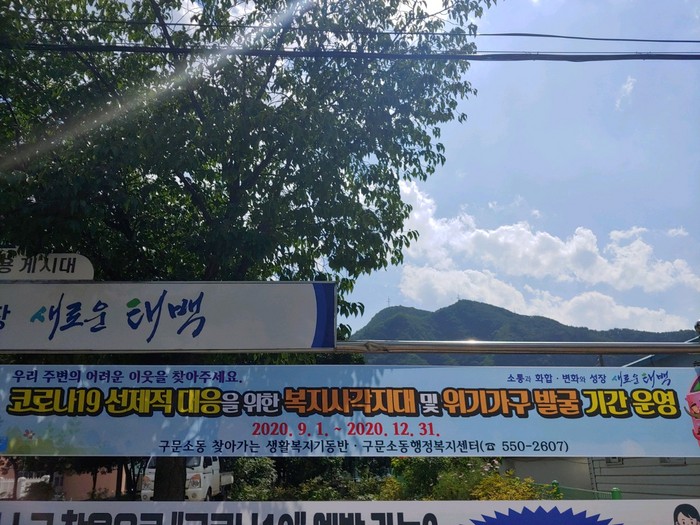 게시대
새로운 태백
우리 주변의 어려운 이웃을 찾아주세요.
소통과 화합 · 변화와 성장 새로운 태백
코로나19 선제적 대응을 위한 복지사각지대 및 위기가구 발굴 기간 운영
2020. 9. 1. ~ 2020. 12. 31.
구문소동 찾아가는 생활복지기동반 · 구문소동행정복지센터(☎ 550-2607)